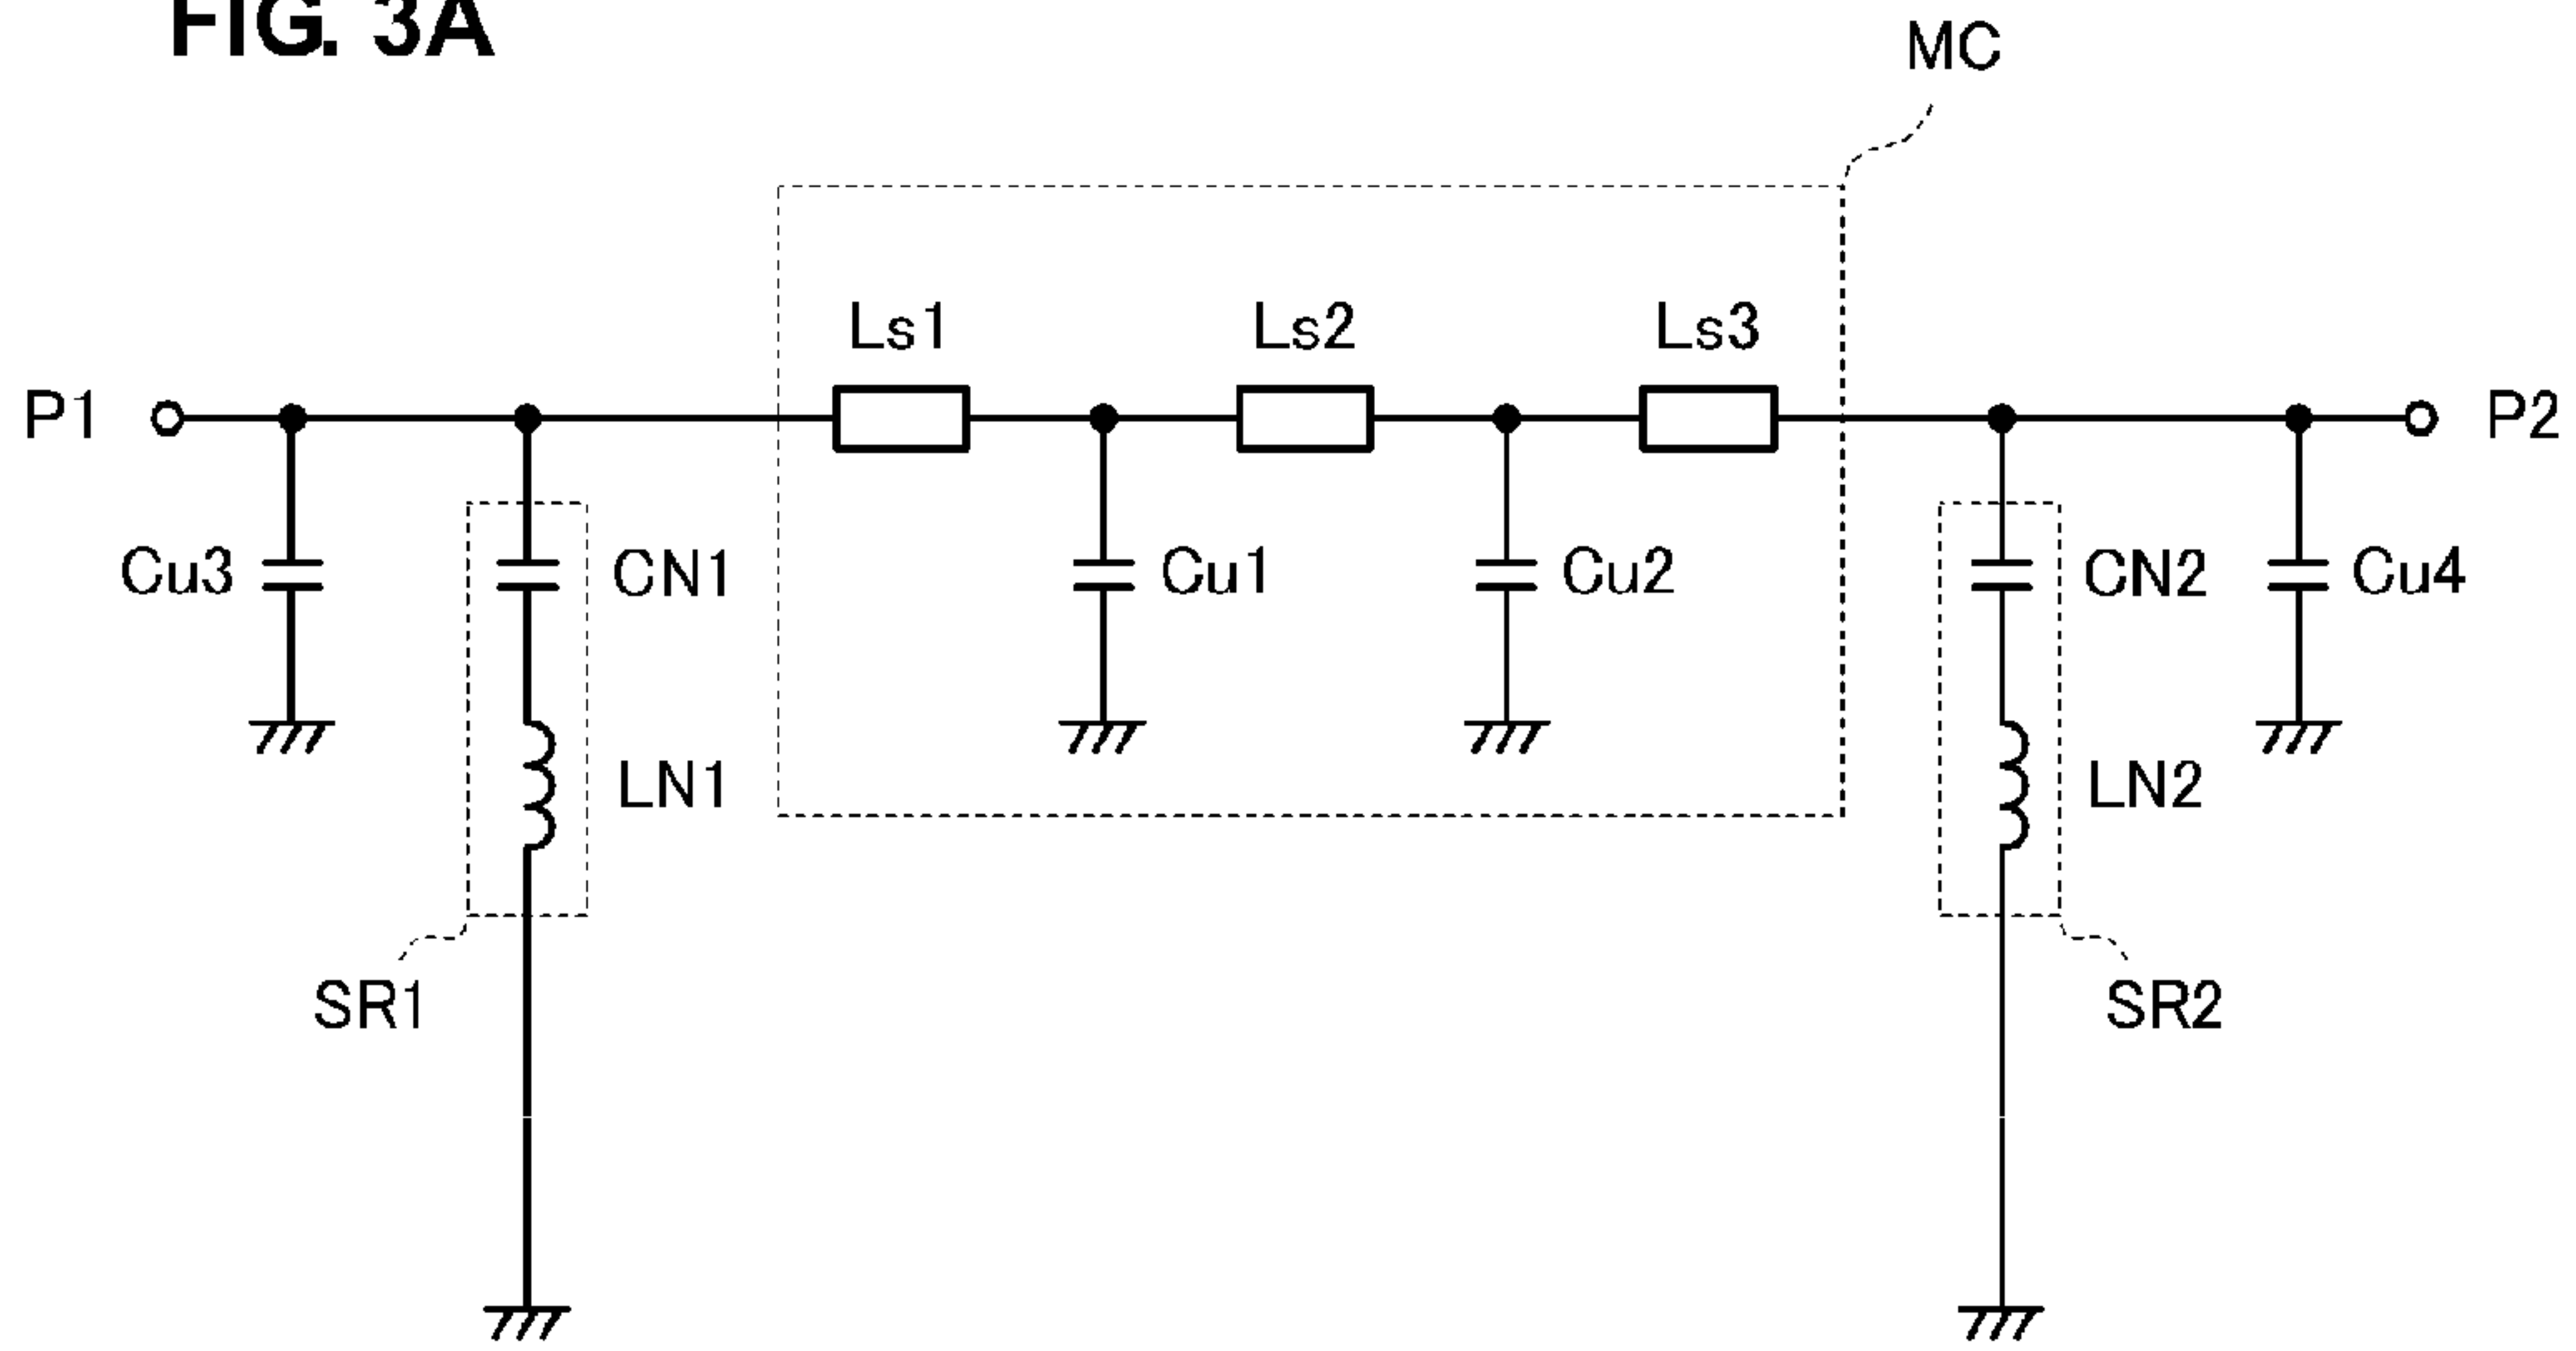 FIG. 3A
MC
Ls1 Ls2 Ls3
P1 P2
Cu3 CN1 Cu1 Cu2 CN2 Cu4
LN1 LN2
SR1 SR2